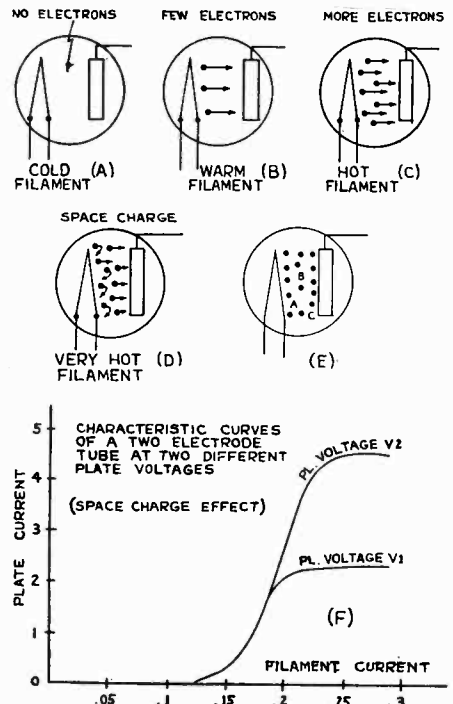 NO ELECTRONS
FEW ELECTRONS
MORE ELECTRONS
COLD (A)
FILAMENT
WARM (B)
FILAMENT
HOT (C)
FILAMENT
SPACE CHARGE
VERY HOT (D)
FILAMENT
B
A
C
(E)
CHARACTERISTIC CURVES
OF A TWO ELECTRODE
TUBE AT TWO DIFFERENT
PLATE VOLTAGES
(SPACE CHARGE EFFECT)
PL. VOLTAGE V2
PL. VOLTAGE V1
(F)
PLATE CURRENT
5
4
3
2
1
0
FILAMENT CURRENT
.05 .1 .15 .2 .25 .3